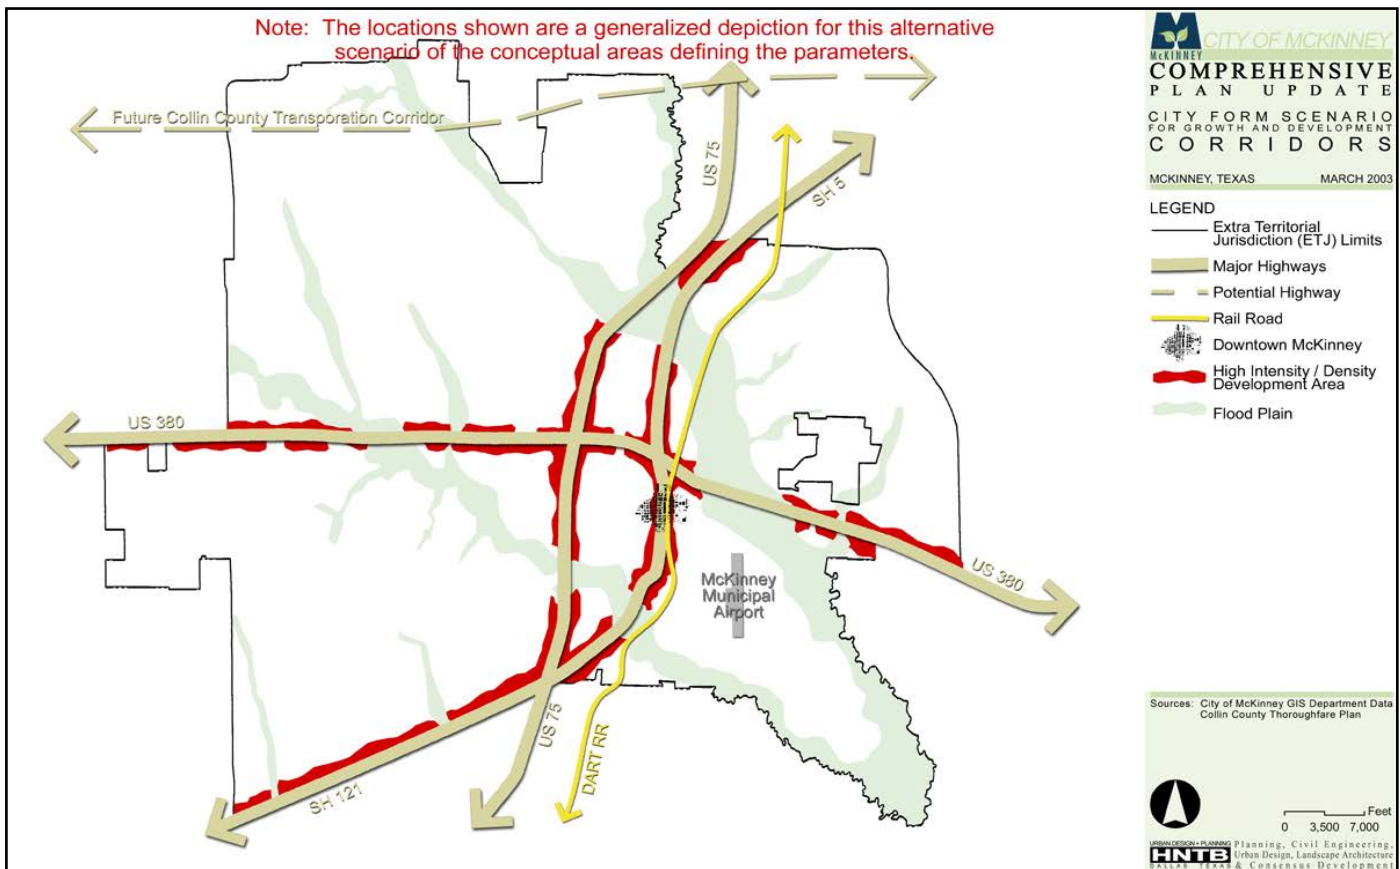 Note: The locations shown are a generalized depiction for this alternative
scenario of the conceptual areas defining the parameters.
Future Collin County Transporation Corridor
US 75
SH 5
US 380
McKinney
Municipal
Airport
US 380
US 75
DART RR
SH 121
McKINNEY
CITY OF MCKINNEY
COMPREHENSIVE
PLAN UPDATE
CITY FORM SCENARIO
FOR GROWTH AND DEVELOPMENT
CORRIDORS
MCKINNEY, TEXAS MARCH 2003
LEGEND
Extra Territorial
Jurisdiction (ETJ) Limits
Major Highways
Potential Highway
Rail Road
Downtown McKinney
High Intensity / Density
Development Area
Flood Plain
Sources: City of McKinney GIS Department Data
Collin County Thoroughfare Plan
Feet
0 3,500 7,000
URBAN DESIGN + PLANNING
HNTB
DALLAS TEXAS
Planning, Civil Engineering,
Urban Design, Landscape Architecture
& Consensus Development